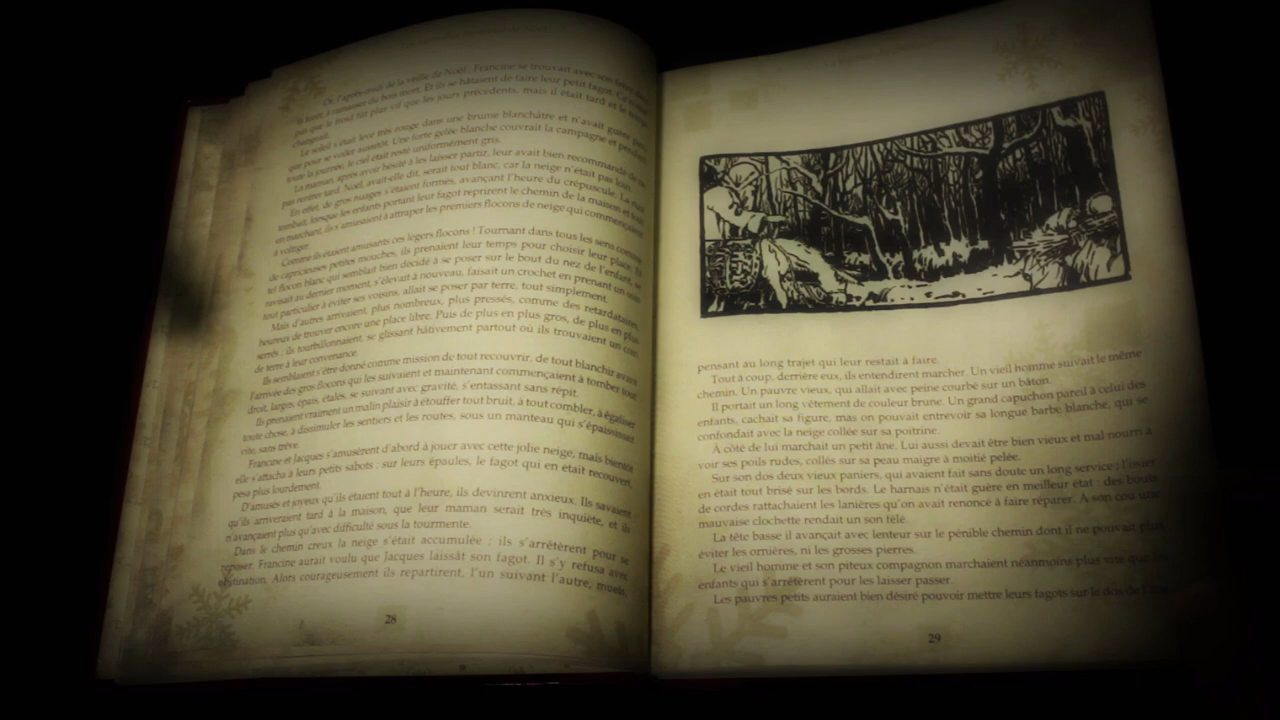 Or, l'après-midi de la veille de Noël, Francine se trouvait avec son frère dans
la forêt, à ramasser du bois mort. Et ils se hâtaient de faire leur petit fagot. Ce n'était
pas que le froid fût plus vif que les jours précédents, mais il était tard et le temps
changeait.
Le soleil s'était levé très rouge dans une brume blanchâtre et n'avait guère paru
que pour se voiler aussitôt. Une forte gelée blanche couvrait la campagne et pendant
toute la journée, le ciel était resté uniformément gris.
La maman, après avoir hésité à les laisser partir, leur avait bien recommandé de ne
pas rentrer tard. Noël, avait-elle dit, serait tout blanc, car la neige n'était pas loin.
En effet, de gros nuages s'étaient formés, avançant l'heure du crépuscule. La nuit
tombait, lorsque les enfants portant leur fagot reprirent le chemin de la maison et tout
en marchant, ils s'amusaient à attraper les premiers flocons de neige qui commençaient
à voltiger.
Comme ils étaient amusants ces légers flocons ! Tournant dans tous les sens comme
de capricieuses petites mouches, ils prenaient leur temps pour choisir leur place. Et
tel flocon blanc qui semblait bien décidé à se poser sur le bout du nez de l'enfant, se
ravisait au dernier moment, s'élevait à nouveau, faisait un crochet en prenant un soin
tout particulier à éviter ses voisins, allait se poser par terre, tout simplement.
Mais d'autres arrivaient, plus nombreux, plus pressés, comme des retardataires,
heureux de trouver encore une place libre. Puis de plus en plus gros, de plus en plus
serrés, ils tourbillonnaient, se glissant hâtivement partout où ils trouvaient un coin
de terre à leur convenance.
Ils semblaient s'être donné comme mission de tout recouvrir, de tout blanchir avant
l'arrivée des gros flocons qui les suivaient et maintenant commençaient à tomber tout
droit, larges, épais, étalés, se suivant avec gravité, s'entassant sans répit.
Ils prenaient vraiment un malin plaisir à étouffer tout bruit, à tout combler, à égaliser
toute chose, à dissimuler les sentiers et les routes, sous un manteau qui s'épaississait
vite, sans trêve.
Francine et Jacques s'amusèrent d'abord à jouer avec cette jolie neige, mais bientôt
elle s'attacha à leurs petits sabots ; sur leurs épaules, le fagot qui en était recouvert,
pesa plus lourdement.
D'amusés et joyeux qu'ils étaient tout à l'heure, ils devinrent anxieux. Ils savaient
qu'ils arriveraient tard à la maison, que leur maman serait très inquiète, et ils
n'avançaient plus qu'avec difficulté sous la tourmente.
Dans le chemin creux la neige s'était accumulée ; ils s'arrêtèrent pour se
reposer. Francine aurait voulu que Jacques laissât son fagot. Il s'y refusa avec
obstination. Alors courageusement ils repartirent, l'un suivant l'autre, muets,
28
pensant au long trajet qui leur restait à faire.
Tout à coup, derrière eux, ils entendirent marcher. Un vieil homme suivait le même
chemin. Un pauvre vieux, qui allait avec peine courbé sur un bâton.
Il portait un long vêtement de couleur brune. Un grand capuchon pareil à celui des
enfants, cachait sa figure, mais on pouvait entrevoir sa longue barbe blanche, qui se
confondait avec la neige collée sur sa poitrine.
À côté de lui marchait un petit âne. Lui aussi devait être bien vieux et mal nourri à
voir ses poils rudes, collés sur sa peau maigre à moitié pelée.
Sur son dos deux vieux paniers, qui avaient fait sans doute un long service ; l'osier
en était tout brisé sur les bords. Le harnais n'était guère en meilleur état : des bouts
de cordes rattachaient les lanières qu'on avait renoncé à faire réparer. À son cou une
mauvaise clochette rendait un son fêlé.
La tête basse il avançait avec lenteur sur le pénible chemin dont il ne pouvait plus
éviter les ornières, ni les grosses pierres.
Le vieil homme et son piteux compagnon marchaient néanmoins plus vite que les
enfants qui s'arrêtèrent pour les laisser passer.
Les pauvres petits auraient bien désiré pouvoir mettre leurs fagots sur le dos de l'âne
29